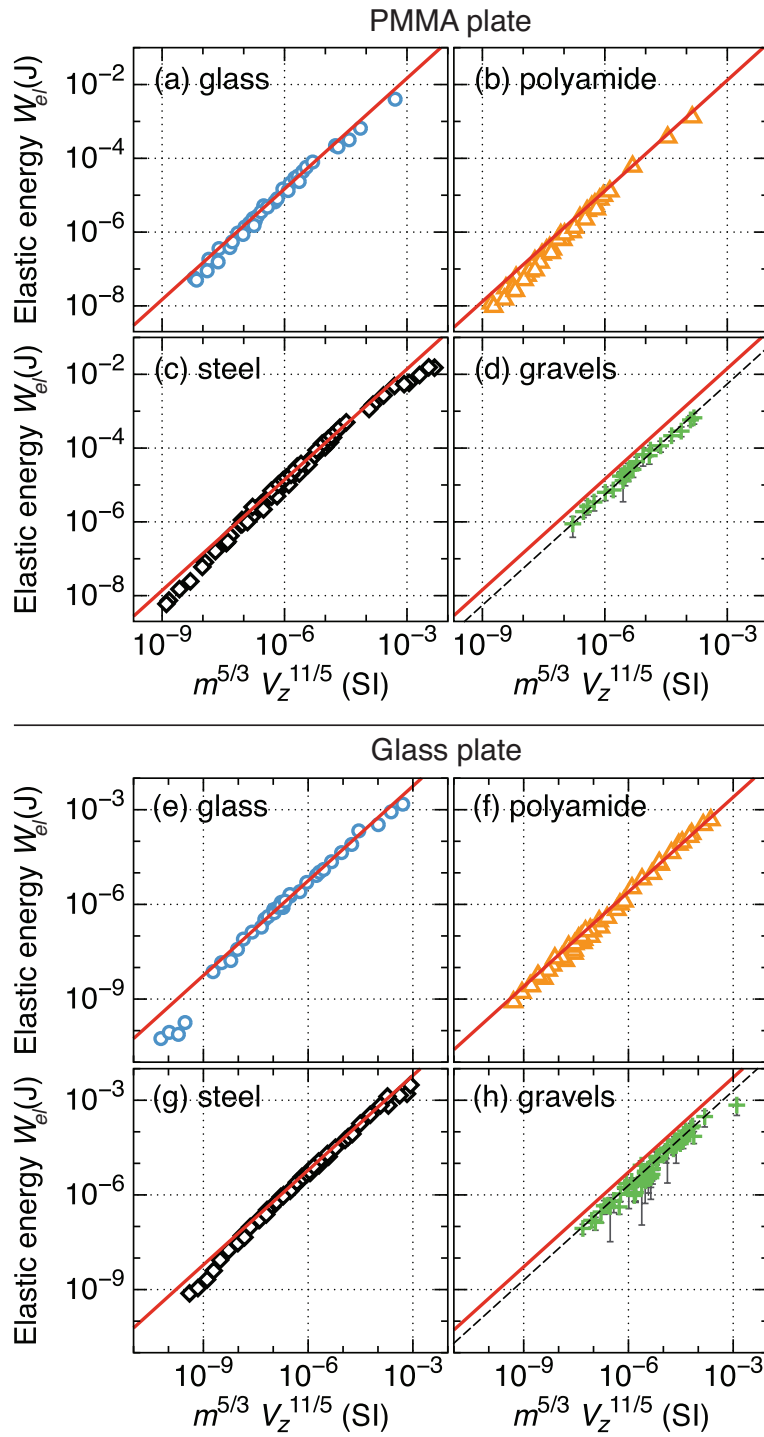 PMMA plate
(a) glass
(b) polyamide
Elastic energy W_el(J)
10⁻²
10⁻⁴
10⁻⁶
10⁻⁸
(c) steel
(d) gravels
Elastic energy W_el(J)
10⁻²
10⁻⁴
10⁻⁶
10⁻⁸
10⁻⁹ 10⁻⁶ 10⁻³ 10⁻⁹ 10⁻⁶ 10⁻³
m^5/3 V_z^11/5 (SI) m^5/3 V_z^11/5 (SI)
Glass plate
(e) glass
(f) polyamide
Elastic energy W_el(J)
10⁻³
10⁻⁶
10⁻⁹
(g) steel
(h) gravels
Elastic energy W_el(J)
10⁻³
10⁻⁶
10⁻⁹
10⁻⁹ 10⁻⁶ 10⁻³ 10⁻⁹ 10⁻⁶ 10⁻³
m^5/3 V_z^11/5 (SI) m^5/3 V_z^11/5 (SI)